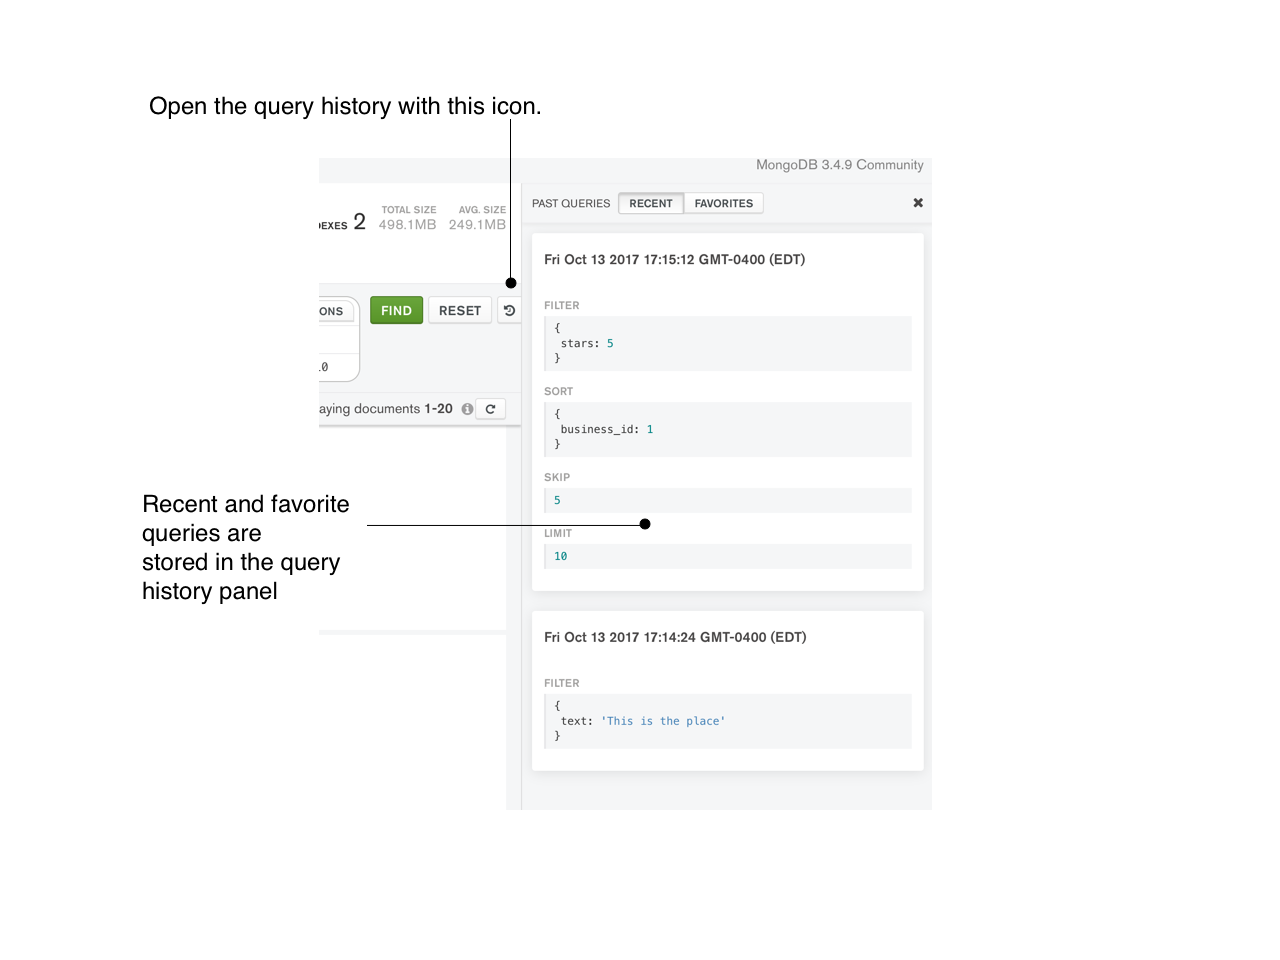 Open the query history with this icon.
MongoDB 3.4.9 Community
PAST QUERIES RECENT FAVORITES
TOTAL SIZE AVG. SIZE
2 498.1MB 249.1MB
Fri Oct 13 2017 17:15:12 GMT-0400 (EDT)
FIND RESET
FILTER
{
stars: 5
}
documents 1-20
SORT
{
business_id: 1
}
SKIP
5
Recent and favorite
queries are
stored in the query
history panel
LIMIT
10
Fri Oct 13 2017 17:14:24 GMT-0400 (EDT)
FILTER
{
text: 'This is the place'
}